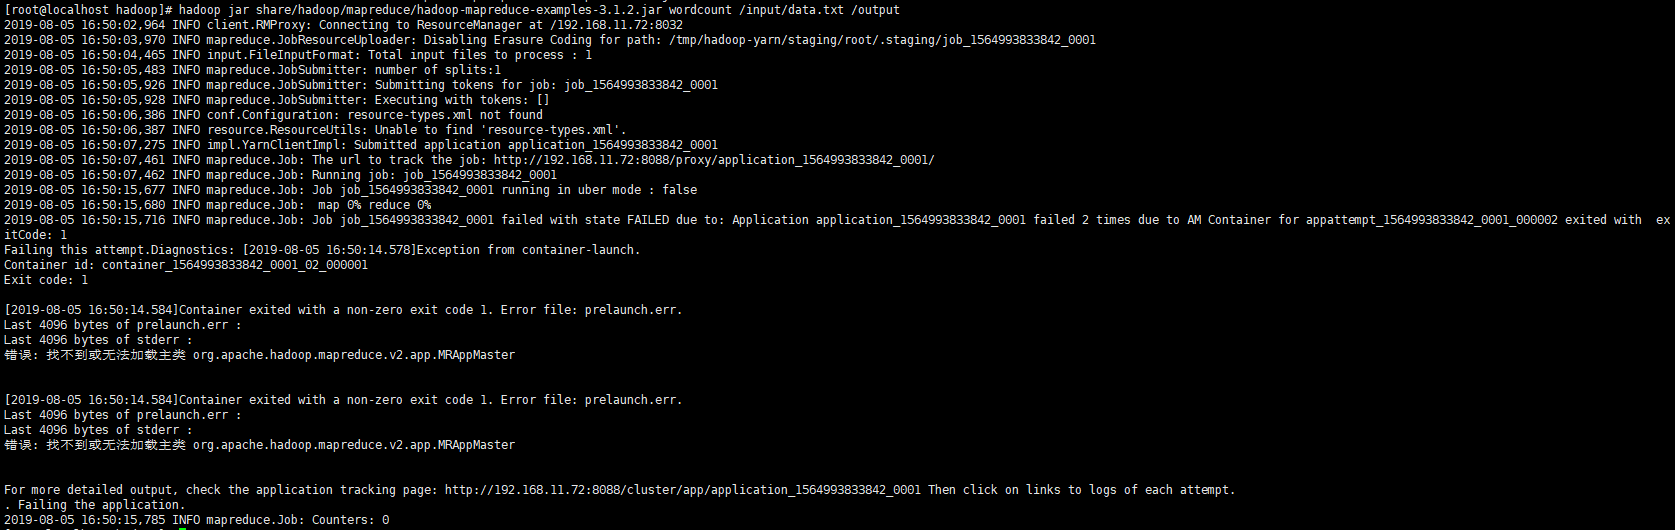 [root@localhost hadoop]# hadoop jar share/hadoop/mapreduce/hadoop-mapreduce-examples-3.1.2.jar wordcount /input/data.txt /output
2019-08-05 16:50:02,964 INFO client.RMProxy: Connecting to ResourceManager at /192.168.11.72:8032
2019-08-05 16:50:03,970 INFO mapreduce.JobResourceUploader: Disabling Erasure Coding for path: /tmp/hadoop-yarn/staging/root/.staging/job_1564993833842_0001
2019-08-05 16:50:04,465 INFO input.FileInputFormat: Total input files to process : 1
2019-08-05 16:50:05,483 INFO mapreduce.JobSubmitter: number of splits:1
2019-08-05 16:50:05,926 INFO mapreduce.JobSubmitter: Submitting tokens for job: job_1564993833842_0001
2019-08-05 16:50:05,928 INFO mapreduce.JobSubmitter: Executing with tokens: []
2019-08-05 16:50:06,386 INFO conf.Configuration: resource-types.xml not found
2019-08-05 16:50:06,387 INFO resource.ResourceUtils: Unable to find 'resource-types.xml'.
2019-08-05 16:50:07,275 INFO impl.YarnClientImpl: Submitted application application_1564993833842_0001
2019-08-05 16:50:07,461 INFO mapreduce.Job: The url to track the job: http://192.168.11.72:8088/proxy/application_1564993833842_0001/
2019-08-05 16:50:07,462 INFO mapreduce.Job: Running job: job_1564993833842_0001
2019-08-05 16:50:15,677 INFO mapreduce.Job: Job job_1564993833842_0001 running in uber mode : false
2019-08-05 16:50:15,680 INFO mapreduce.Job:  map 0% reduce 0%
2019-08-05 16:50:15,716 INFO mapreduce.Job: Job job_1564993833842_0001 failed with state FAILED due to: Application application_1564993833842_0001 failed 2 times due to AM Container for appattempt_1564993833842_0001_000002 exited with  ex
itCode: 1
Failing this attempt.Diagnostics: [2019-08-05 16:50:14.578]Exception from container-launch.
Container id: container_1564993833842_0001_02_000001
Exit code: 1
[2019-08-05 16:50:14.584]Container exited with a non-zero exit code 1. Error file: prelaunch.err.
Last 4096 bytes of prelaunch.err :
Last 4096 bytes of stderr :
错误: 找不到或无法加载主类 org.apache.hadoop.mapreduce.v2.app.MRAppMaster
[2019-08-05 16:50:14.584]Container exited with a non-zero exit code 1. Error file: prelaunch.err.
Last 4096 bytes of prelaunch.err :
Last 4096 bytes of stderr :
错误: 找不到或无法加载主类 org.apache.hadoop.mapreduce.v2.app.MRAppMaster
For more detailed output, check the application tracking page: http://192.168.11.72:8088/cluster/app/application_1564993833842_0001 Then click on links to logs of each attempt.
. Failing the application.
2019-08-05 16:50:15,785 INFO mapreduce.Job: Counters: 0